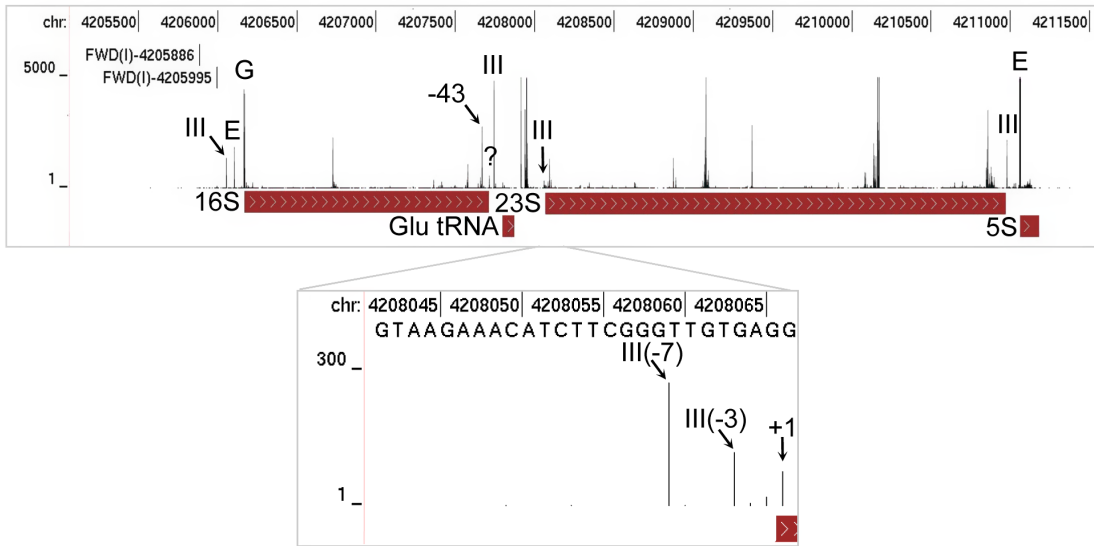 chr: 4205500 4206000 4206500 4207000 4207500 4208000 4208500 4209000 4209500 4210000 4210500 4211000 4211500
FWD(I)-4205886
FWD(I)-4205995
5000
G
III
E
-43
III
?
III
III
E
1
16S
23S
Glu tRNA
5S
chr: 4208045 4208050 4208055 4208060 4208065
GTAAGAAACATCTTCGGGTTGTGAGG
300
III(-7)
III(-3)
+1
1